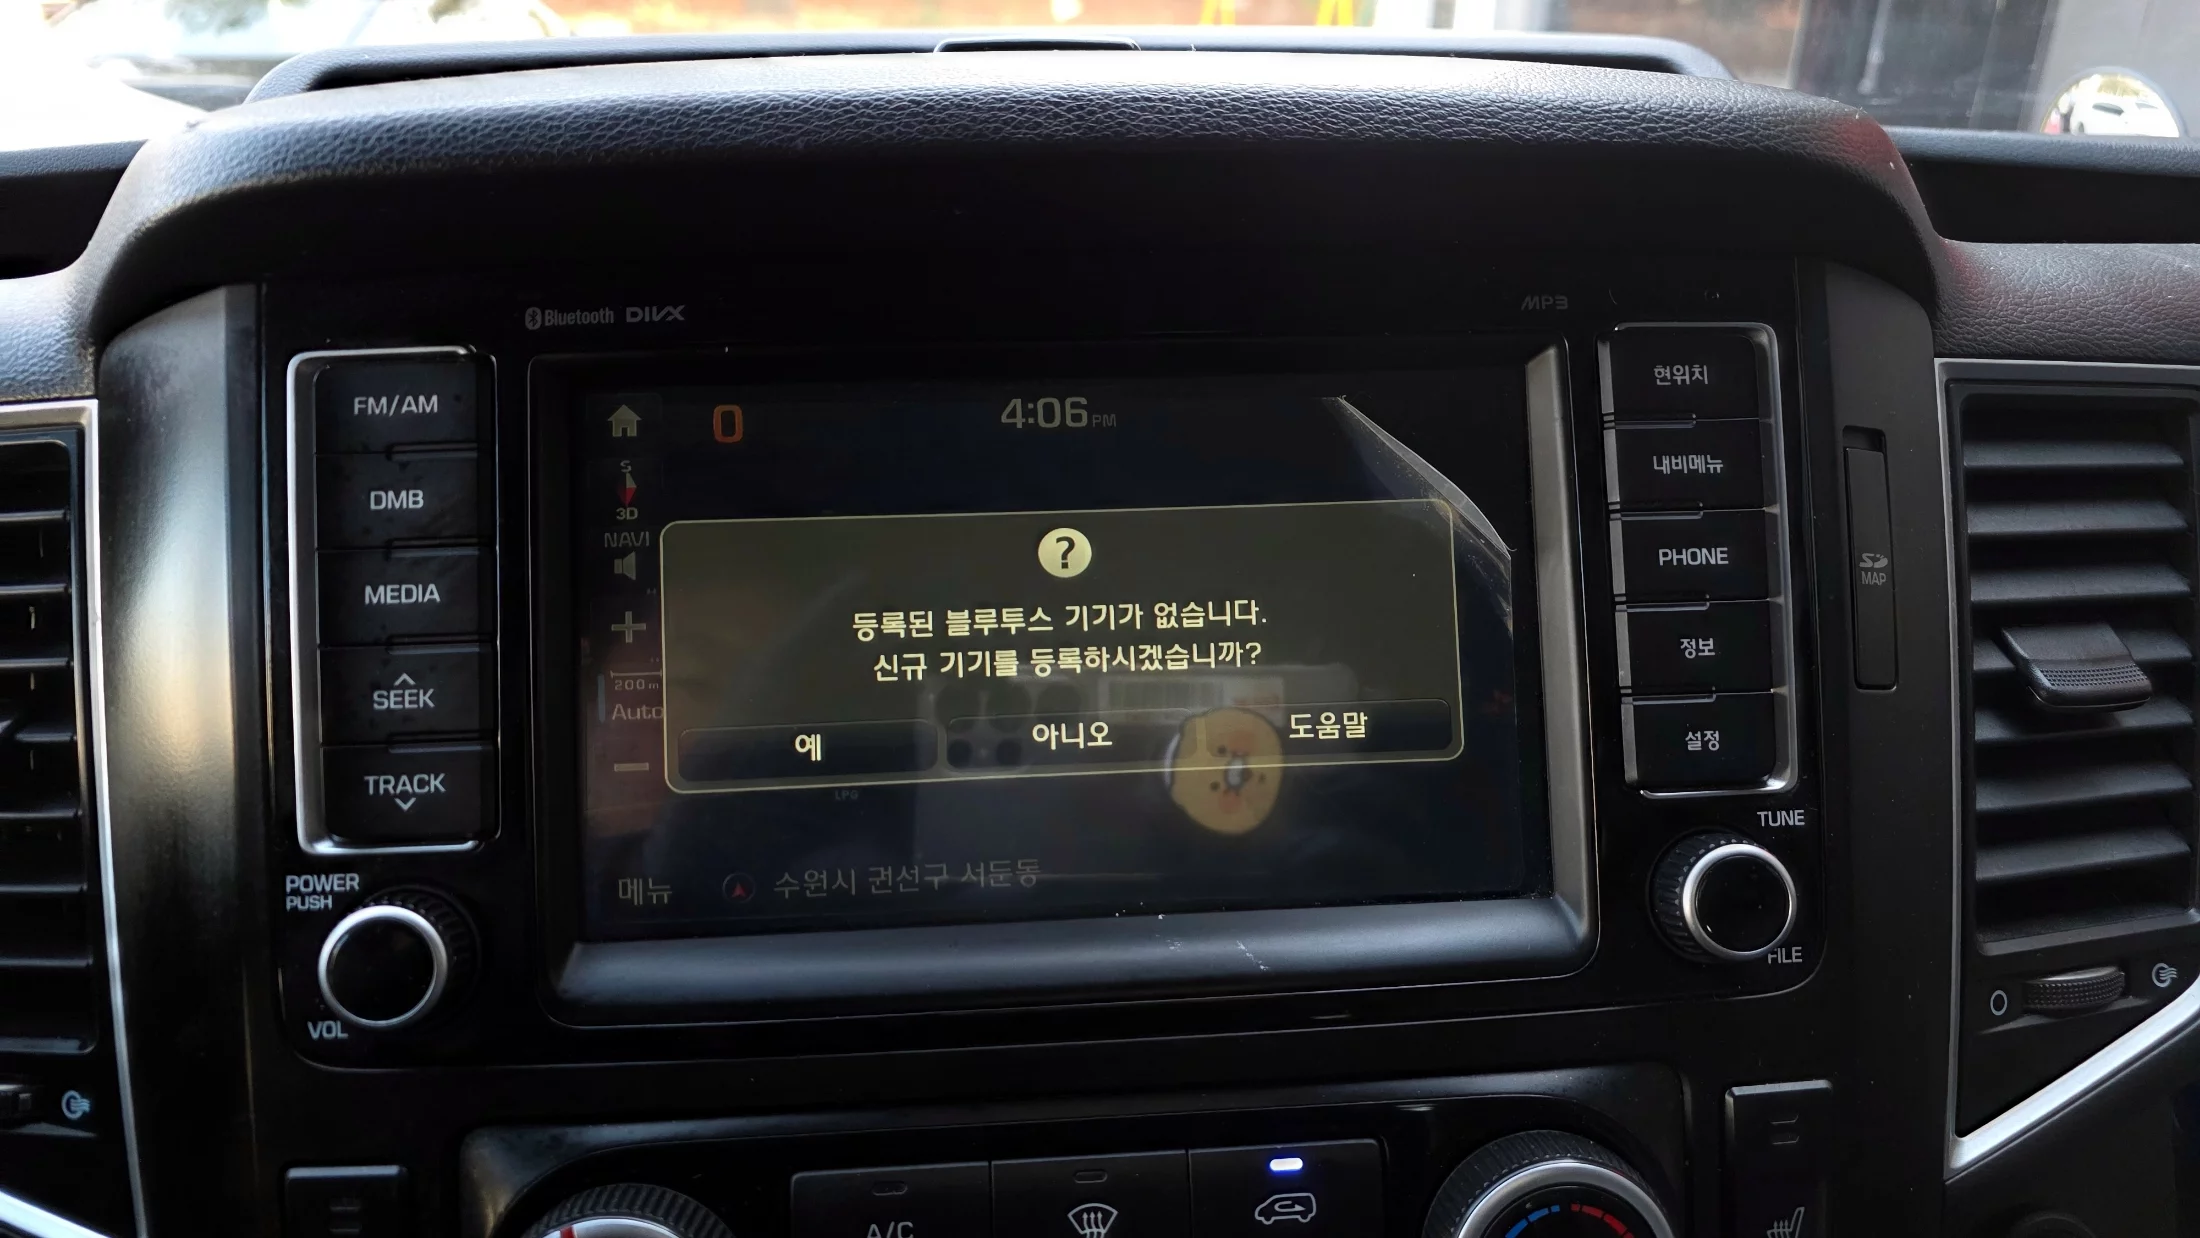 Bluetooth DIVX
MP3
FM/AM
DMB
MEDIA
SEEK
TRACK
POWER
PUSH
VOL
0
4:06 PM
S
3D
NAVI
200m
Auto
등록된 블루투스 기기가 없습니다.
신규 기기를 등록하시겠습니까?
예
아니오
도움말
LPG
메뉴
수원시 권선구 서둔동
현위치
내비메뉴
PHONE
정보
설정
TUNE
FILE
SD
MAP
A/C